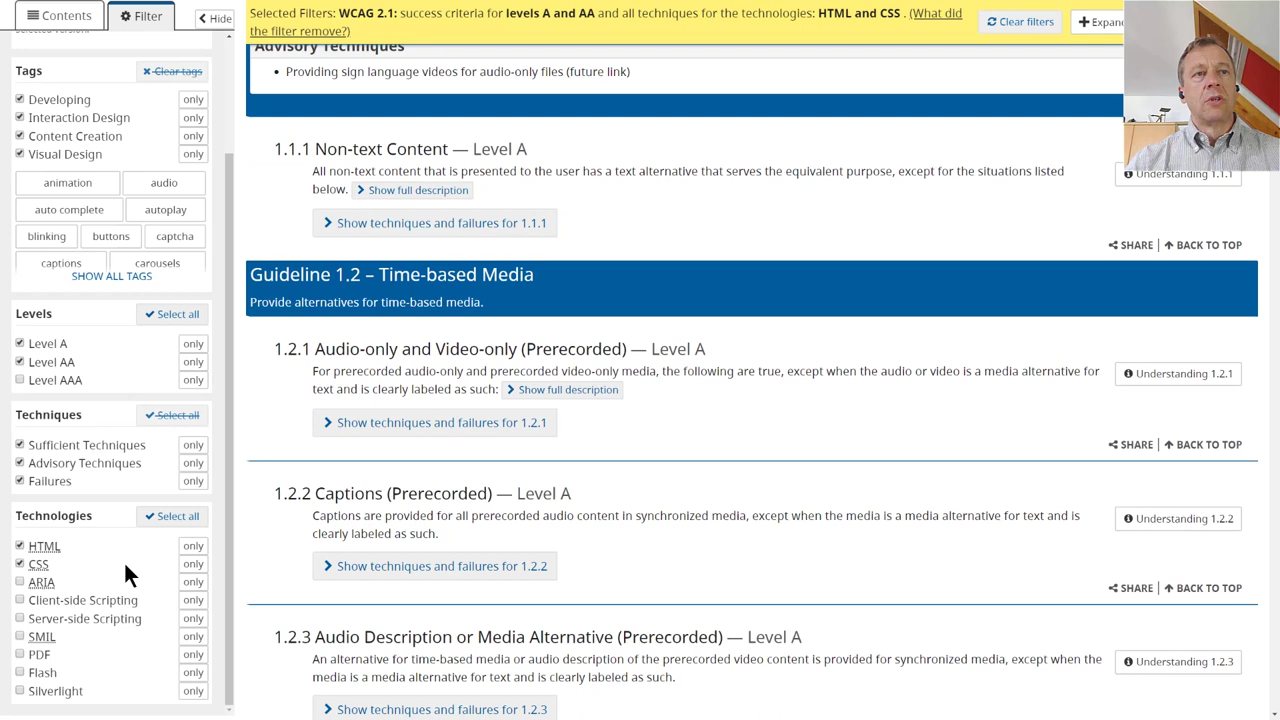 Contents
Filter
Hide
Selected Filters: WCAG 2.1: success criteria for levels A and AA and all techniques for the technologies: HTML and CSS . (What did
the filter remove?)
Clear filters
Expan
Tags
Clear tags
Developing only
Interaction Design only
Content Creation only
Visual Design only
animation audio
auto complete autoplay
blinking buttons captcha
captions carousels
SHOW ALL TAGS
Levels
Select all
Level A only
Level AA only
Level AAA only
Techniques
Select all
Sufficient Techniques only
Advisory Techniques only
Failures only
Technologies
Select all
HTML only
CSS only
ARIA only
Client-side Scripting only
Server-side Scripting only
SMIL only
PDF only
Flash only
Silverlight only
Advisory Techniques
• Providing sign language videos for audio-only files (future link)
1.1.1 Non-text Content — Level A
All non-text content that is presented to the user has a text alternative that serves the equivalent purpose, except for the situations listed
below. Show full description
Understanding 1.1.1
Show techniques and failures for 1.1.1
SHARE | BACK TO TOP
Guideline 1.2 – Time-based Media
Provide alternatives for time-based media.
1.2.1 Audio-only and Video-only (Prerecorded) — Level A
For prerecorded audio-only and prerecorded video-only media, the following are true, except when the audio or video is a media alternative for
text and is clearly labeled as such: Show full description
Understanding 1.2.1
Show techniques and failures for 1.2.1
SHARE | BACK TO TOP
1.2.2 Captions (Prerecorded) — Level A
Captions are provided for all prerecorded audio content in synchronized media, except when the media is a media alternative for text and is
clearly labeled as such.
Understanding 1.2.2
Show techniques and failures for 1.2.2
SHARE | BACK TO TOP
1.2.3 Audio Description or Media Alternative (Prerecorded) — Level A
An alternative for time-based media or audio description of the prerecorded video content is provided for synchronized media, except when the
media is a media alternative for text and is clearly labeled as such.
Understanding 1.2.3
Show techniques and failures for 1.2.3